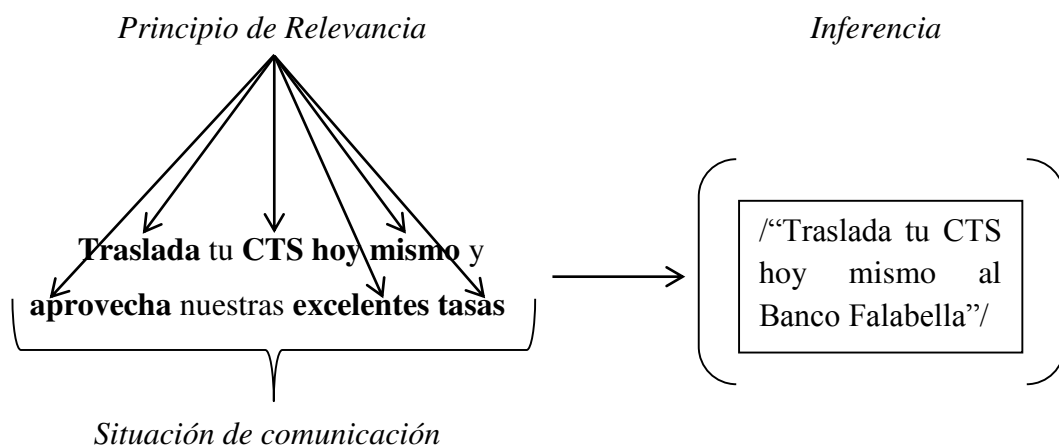 Principio de Relevancia
Inferencia
Traslada tu CTS hoy mismo y
aprovecha nuestras excelentes tasas
/“Traslada tu CTS
hoy mismo al
Banco Falabella”/
Situación de comunicación